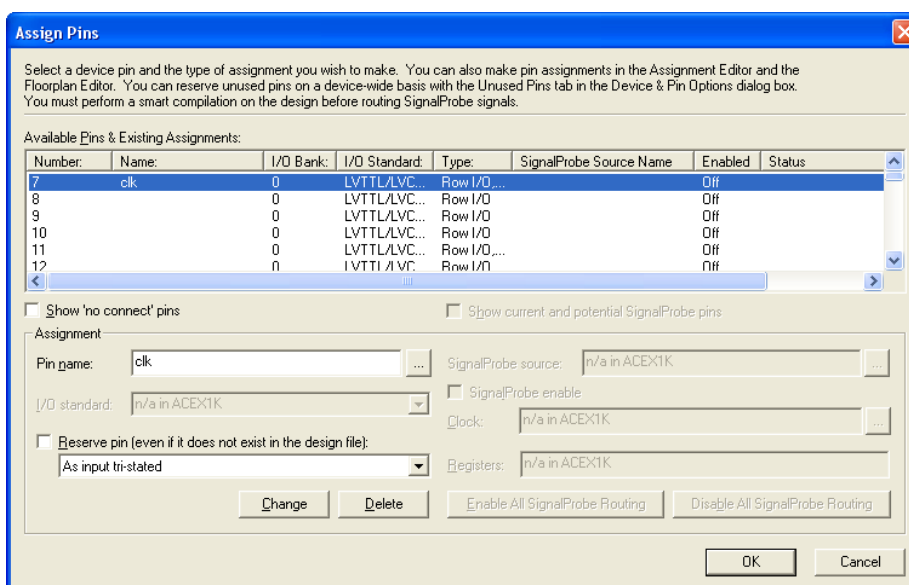 Assign Pins
Select a device pin and the type of assignment you wish to make. You can also make pin assignments in the Assignment Editor and the
Floorplan Editor. You can reserve unused pins on a device-wide basis with the Unused Pins tab in the Device & Pin Options dialog box.
You must perform a smart compilation on the design before routing SignalProbe signals.
Available Pins & Existing Assignments:
Number: Name: I/O Bank: I/O Standard: Type: SignalProbe Source Name Enabled Status
7 clk 0 LVTTL/LVC... Row I/O,... Off
8 0 LVTTL/LVC... Row I/O Off
9 0 LVTTL/LVC... Row I/O Off
10 0 LVTTL/LVC... Row I/O Off
11 0 LVTTL/LVC... Row I/O,... Off
12 0 LVTTL/LVC... Row I/O Off
Show 'no connect' pins Show current and potential SignalProbe pins
Assignment
Pin name: clk ... SignalProbe source: n/a in ACEX1K ...
SignalProbe enable
I/O standard: n/a in ACEX1K
Clock: n/a in ACEX1K ...
Reserve pin (even if it does not exist in the design file):
As input tri-stated Registers: n/a in ACEX1K
Change Delete Enable All SignalProbe Routing Disable All SignalProbe Routing
OK Cancel